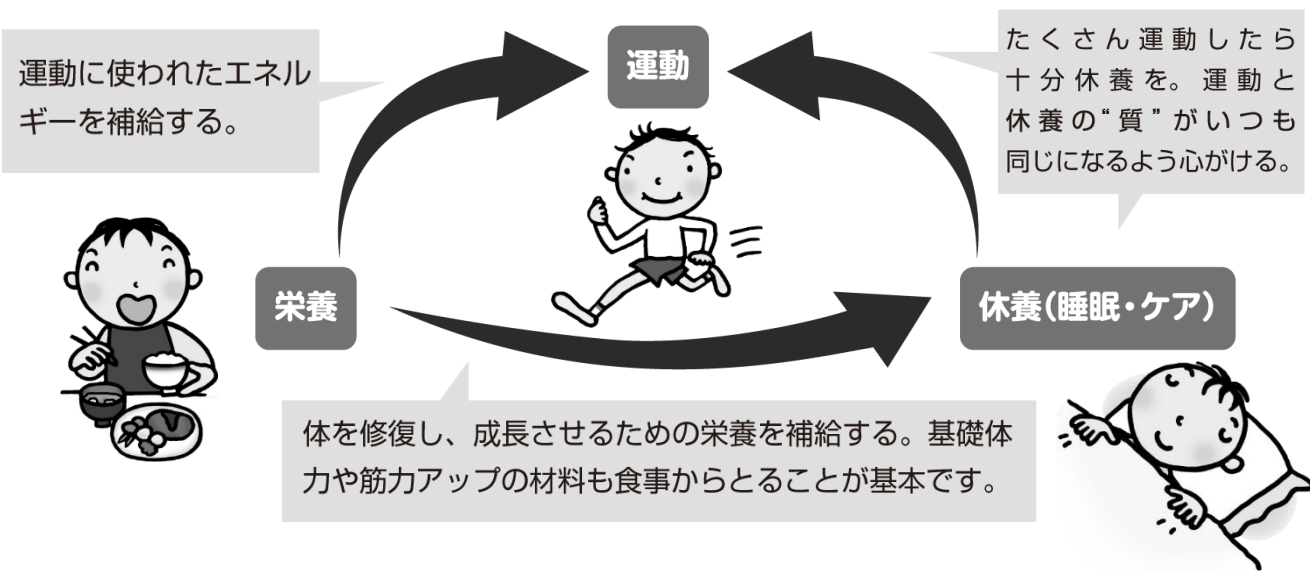 運動に使われたエネル
ギーを補給する。
運動
たくさん運動したら
十分休養を。運動と
休養の“質”がいつも
同じになるよう心がける。
栄養
休養(睡眠・ケア)
体を修復し、成長させるための栄養を補給する。基礎体
力や筋力アップの材料も食事からとることが基本です。